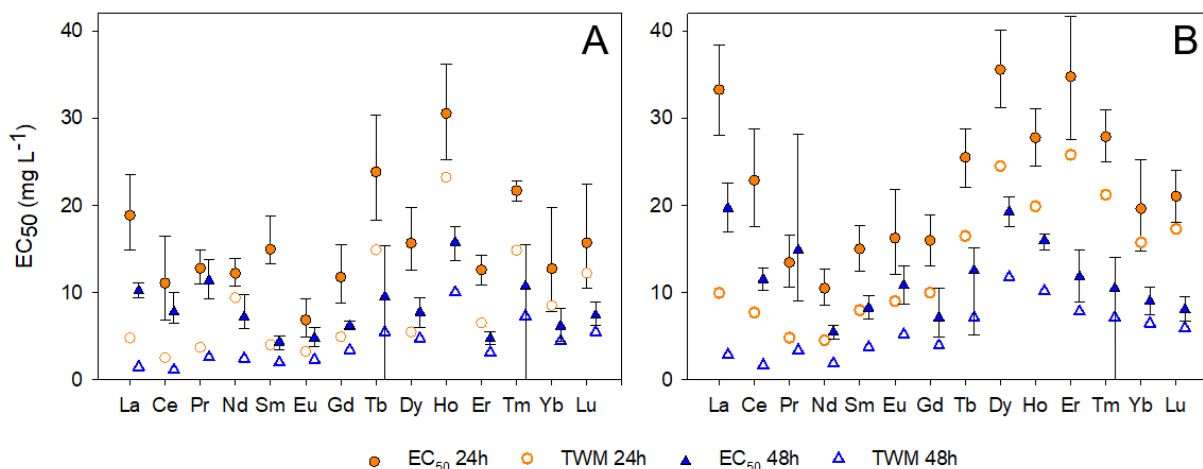 A
B
EC50 (mg L−1)
40
30
20
10
0
La Ce Pr Nd Sm Eu Gd Tb Dy Ho Er Tm Yb Lu
40
30
20
10
0
La Ce Pr Nd Sm Eu Gd Tb Dy Ho Er Tm Yb Lu
EC50 24h TWM 24h EC50 48h TWM 48h